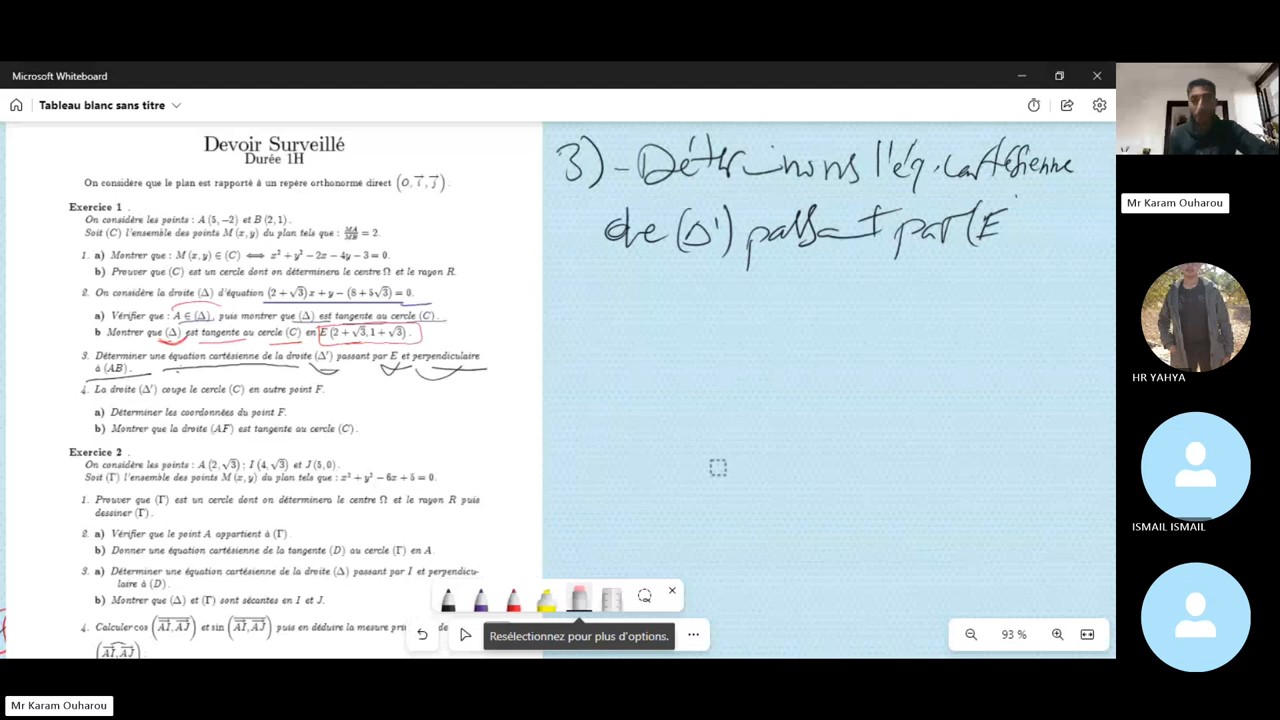 Microsoft Whiteboard
Tableau blanc sans titre
Devoir Surveillé
Durée 1H
On considère que le plan est rapporté à un repère orthonormé direct (O, i⃗, j⃗).
Exercice 1 .
On considère les points : A(5,−2) et B(2,1).
Soit (C) l'ensemble des points M(x,y) du plan tels que : MA/MB = 2.
1. a) Montrer que : M(x,y) ∈ (C) ⟺ x² + y² − 2x − 4y − 3 = 0.
b) Prouver que (C) est un cercle dont on déterminera le centre Ω et le rayon R.
2. On considère la droite (Δ) d'équation (2 + √3)x + y − (8 + 5√3) = 0.
a) Vérifier que : A ∈ (Δ), puis montrer que (Δ) est tangente au cercle (C).
b Montrer que (Δ) est tangente au cercle (C) en E(2 + √3, 1 + √3).
3. Déterminer une équation cartésienne de la droite (Δ') passant par E et perpendiculaire
à (AB).
4. La droite (Δ') coupe le cercle (C) en autre point F.
a) Déterminer les coordonnées du point F.
b) Montrer que la droite (AF) est tangente au cercle (C).
Exercice 2 .
On considère les points : A(2,√3) ; I(4,√3) et J(5,0).
Soit (Γ) l'ensemble des points M(x,y) du plan tels que : x² + y² − 6x + 5 = 0.
1. Prouver que (Γ) est un cercle dont on déterminera le centre Ω et le rayon R puis
dessiner (Γ).
2. a) Vérifier que le point A appartient à (Γ).
b) Donner une équation cartésienne de la tangente (D) au cercle (Γ) en A.
3. a) Déterminer une équation cartésienne de la droite (Δ) passant par I et perpendicu-
laire à (D).
b) Montrer que (Δ) et (Γ) sont sécantes en I et J.
4. Calculer cos (AI⃗, AJ⃗) et sin (AI⃗, AJ⃗) puis en déduire la mesure prin de
(AI⃗, AJ⃗)
3) - Déterminons l'éq. cartésienne
de (Δ') passant par (E
Resélectionnez pour plus d'options.
93 %
Mr Karam Ouharou
HR YAHYA
ISMAIL ISMAIL
Mr Karam Ouharou